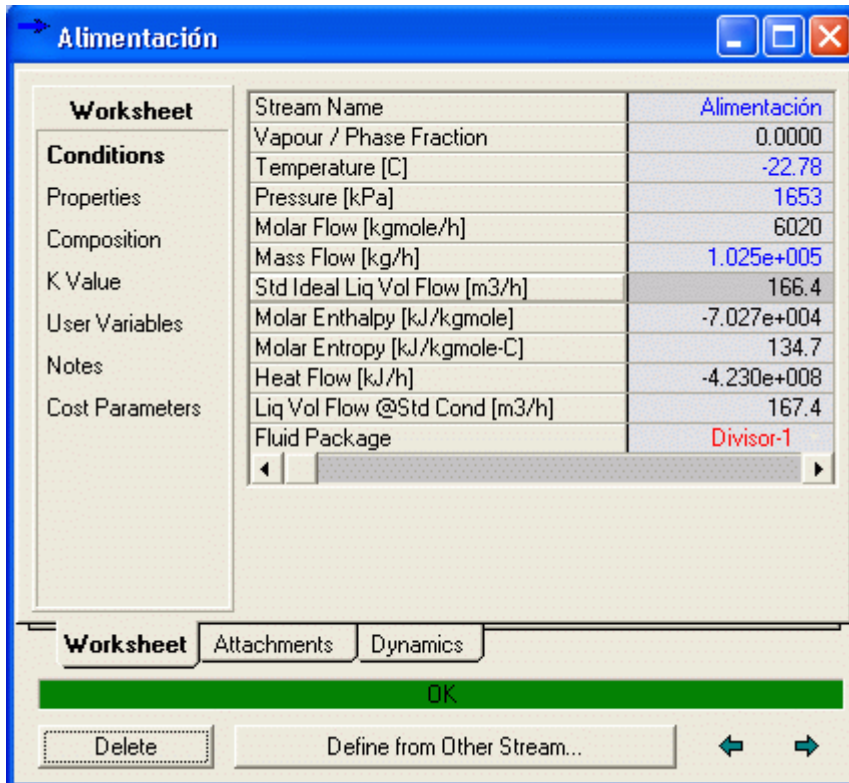 Alimentación
Worksheet
Conditions
Properties
Composition
K Value
User Variables
Notes
Cost Parameters
Stream Name Alimentación
Vapour / Phase Fraction 0.0000
Temperature [C] -22.78
Pressure [kPa] 1653
Molar Flow [kgmole/h] 6020
Mass Flow [kg/h] 1.025e+005
Std Ideal Liq Vol Flow [m3/h] 166.4
Molar Enthalpy [kJ/kgmole] -7.027e+004
Molar Entropy [kJ/kgmole-C] 134.7
Heat Flow [kJ/h] -4.230e+008
Liq Vol Flow @Std Cond [m3/h] 167.4
Fluid Package Divisor-1
Worksheet Attachments Dynamics
OK
Delete Define from Other Stream...